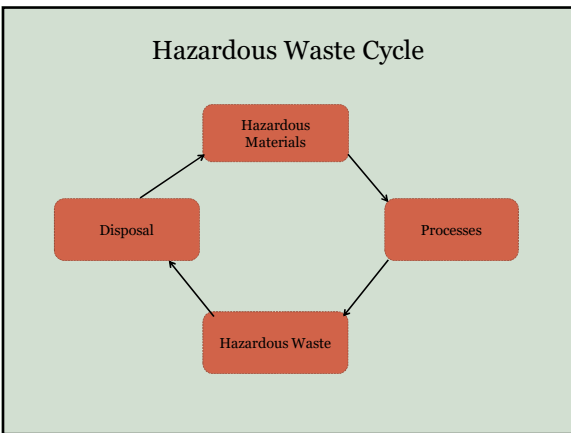 Hazardous Waste Cycle
Hazardous
Materials
Disposal
Processes
Hazardous Waste